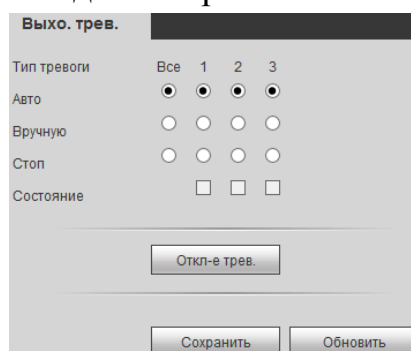 Выхо. трев.
Тип тревоги Все 1 2 3
Авто
Вручную
Стоп
Состояние
Откл-е трев.
Сохранить Обновить